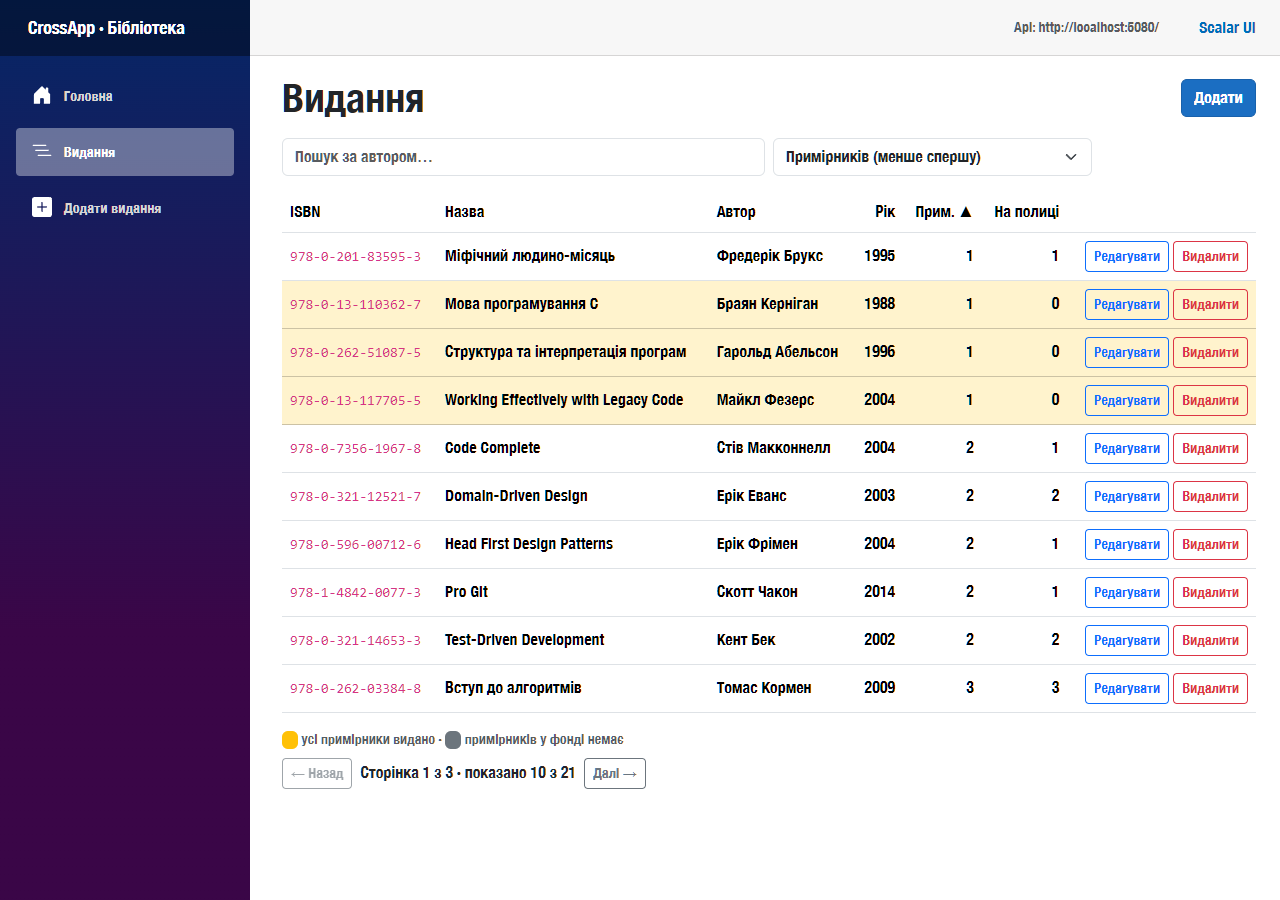 CrossApp • Бібліотека
Api: http://localhost:5080/
Scalar UI
Головна
Видання
Додати видання
Видання
Додати
Пошук за автором…
Примірників (менше спершу)
ISBN Назва Автор Рік Прим. ▲ На полиці
978-0-201-83595-3 Міфічний людино-місяць Фредерік Брукс 1995 1 1 Редагувати Видалити
978-0-13-110362-7 Мова програмування C Браян Керніган 1988 1 0 Редагувати Видалити
978-0-262-51087-5 Структура та інтерпретація програм Гарольд Абельсон 1996 1 0 Редагувати Видалити
978-0-13-117705-5 Working Effectively with Legacy Code Майкл Фезерс 2004 1 0 Редагувати Видалити
978-0-7356-1967-8 Code Complete Стів Макконнелл 2004 2 1 Редагувати Видалити
978-0-321-12521-7 Domain-Driven Design Ерік Еванс 2003 2 2 Редагувати Видалити
978-0-596-00712-6 Head First Design Patterns Ерік Фрімен 2004 2 1 Редагувати Видалити
978-1-4842-0077-3 Pro Git Скотт Чакон 2014 2 1 Редагувати Видалити
978-0-321-14653-3 Test-Driven Development Кент Бек 2002 2 2 Редагувати Видалити
978-0-262-03384-8 Вступ до алгоритмів Томас Кормен 2009 3 3 Редагувати Видалити
усі примірники видано · примірників у фонді немає
← Назад Сторінка 1 з 3 · показано 10 з 21 Далі →